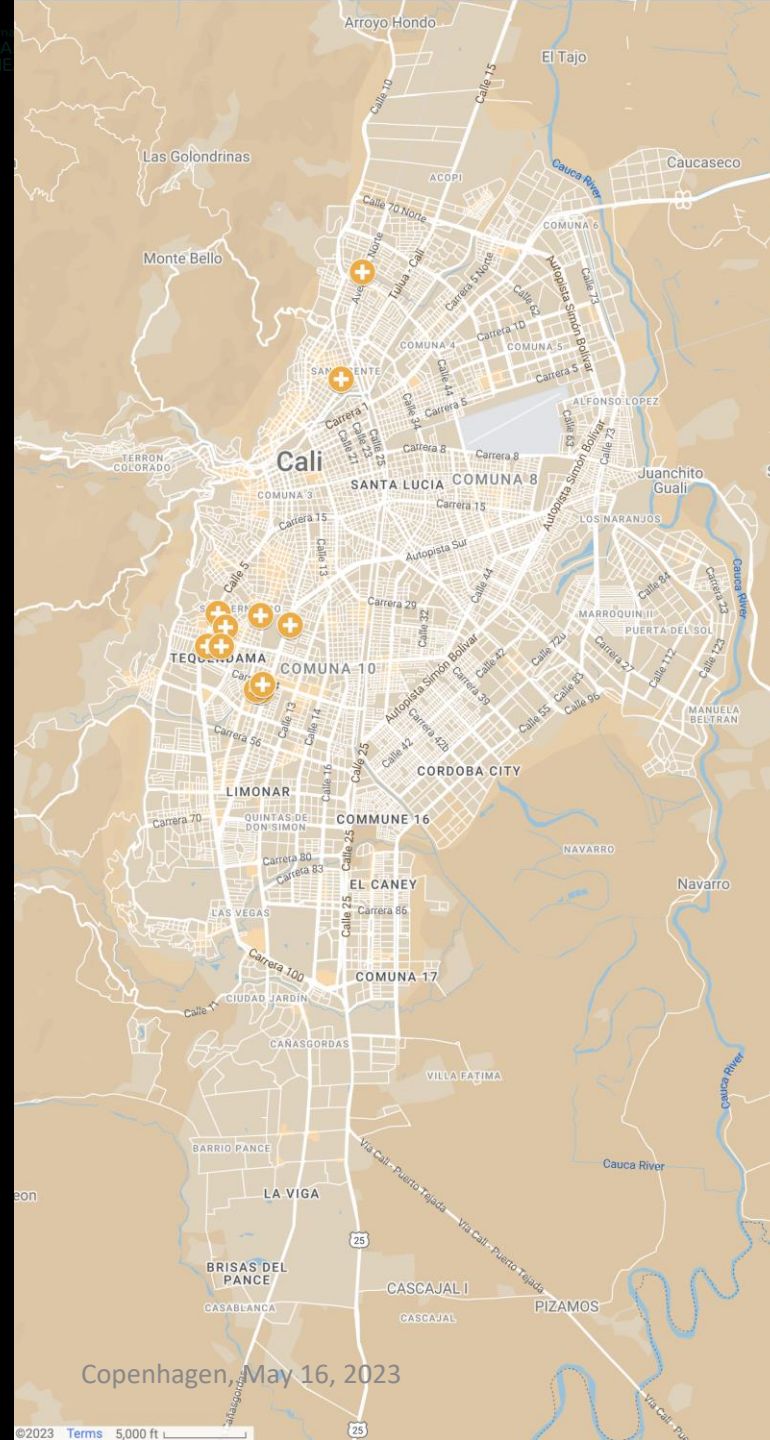 Arroyo Hondo
El Tajo
Calle 15
Calle 10
Las Golondrinas
Cauca River
Caucaseco
ACOPI
Calle 70 Norte
COMUNA 6
Monte Bello
Norte
Tulua - Cali
Carrera 5 Norte
Autopista Simón Bolívar
Calle 73
Calle 62
Carrera 1D
COMUNA 4
COMUNA 5
Calle 44
Carrera 5
Carrera 5
ALFONSO LOPEZ
Carrera 1
Calle 34
Calle 21
Calle 23
Calle 25
Calle 63
Calle 73
TERRON
COLORADO
Cali
Carrera 8
Carrera 8
Autopista Simón Bolívar
Juanchito
Guali
COMUNA 3
SANTA LUCIA
COMUNA 8
Carrera 15
Carrera 15
LOS NARANJOS
Calle 13
Autopista Sur
Calle 5
Calle 44
Calle 84
Cauca River
Carrera 23
Carrera 29
Calle 32
MARROQUIN II
PUERTA DEL SOL
Calle 72u
Carrera 27
Calle 112
Calle 123
TEQUENDAMA
COMUNA 10
Autopista Simón Bolívar
Calle 42
Carrera 39
Calle 83
Calle 96
Calle 55
MANUELA
BELTRAN
Calle 13
Calle 14
Carrera 56
Carrera 42b
Calle 42
Calle 25
Calle 16
CORDOBA CITY
LIMONAR
Carrera 70
QUINTAS DE
DON SIMON
COMMUNE 16
Calle 25
NAVARRO
Carrera 80
Carrera 83
EL CANEY
Navarro
LAS VEGAS
Calle 25
Carrera 86
Carrera 100
COMUNA 17
Calle 11
CIUDAD JARDÍN
CAÑASGORDAS
VILLA FATIMA
Cauca River
BARRIO PANCE
Vía Cali - Puerto Tejada
Cauca River
LA VIGA
Vía Cali - Puerto Tejada
25
BRISAS DEL
PANCE
CASCAJAL I
PIZAMOS
CASABLANCA
CASCAJAL
Copenhagen, May 16, 2023
25
©2023 Terms 5,000 ft